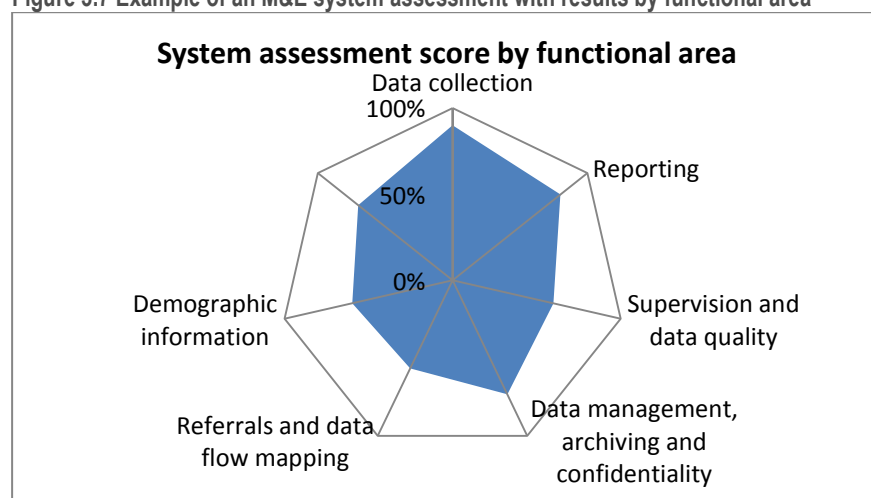 Figure 5.7 Example of an M&E system assessment with results by functional area
System assessment score by functional area
Data collection
100%
Reporting
50%
0%
Demographic
information
Supervision and
data quality
Referrals and data
flow mapping
Data management,
archiving and
confidentiality